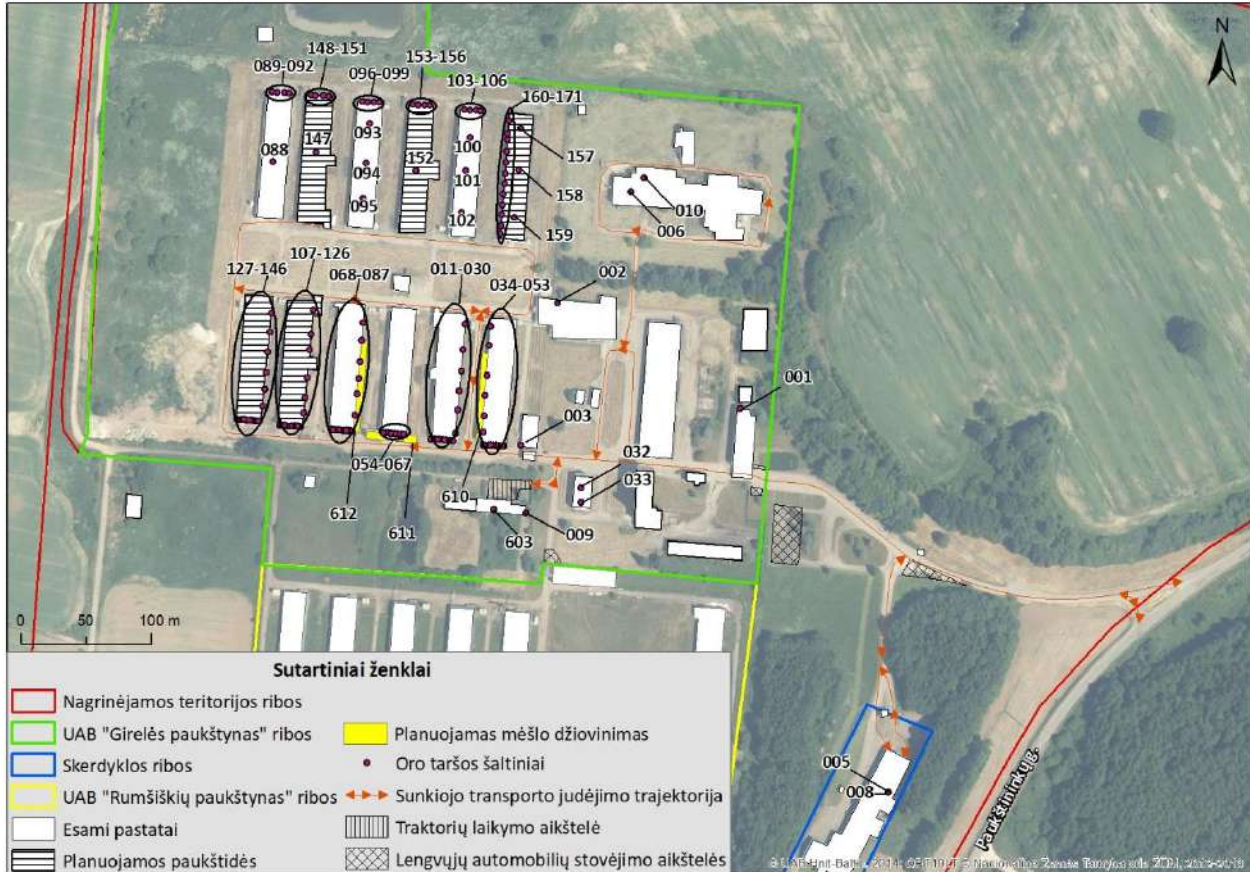 N
089-092
148-151
096-099
153-156
103-106
160-171
093
157
088
147
100
094
152
101
158
095
102
159
010
006
127-146
107-126
068-087
011-030
034-053
002
001
003
054-067
032
033
612
611
610
603
009
0 50 100 m
005
008
Paukštininkų g.
Sutartiniai ženklai
Nagrinėjamos teritorijos ribos
UAB "Girelės paukštynas" ribos
Skerdyklos ribos
UAB "Rumšiškių paukštynas" ribos
Esami pastatai
Planuojamos paukštidės
Planuojamas mėšlo džiovinimas
Oro taršos šaltiniai
Sunkiojo transporto judėjimo trajektorija
Traktorių laikymo aikštelė
Lengvųjų automobilių stovėjimo aikštelės